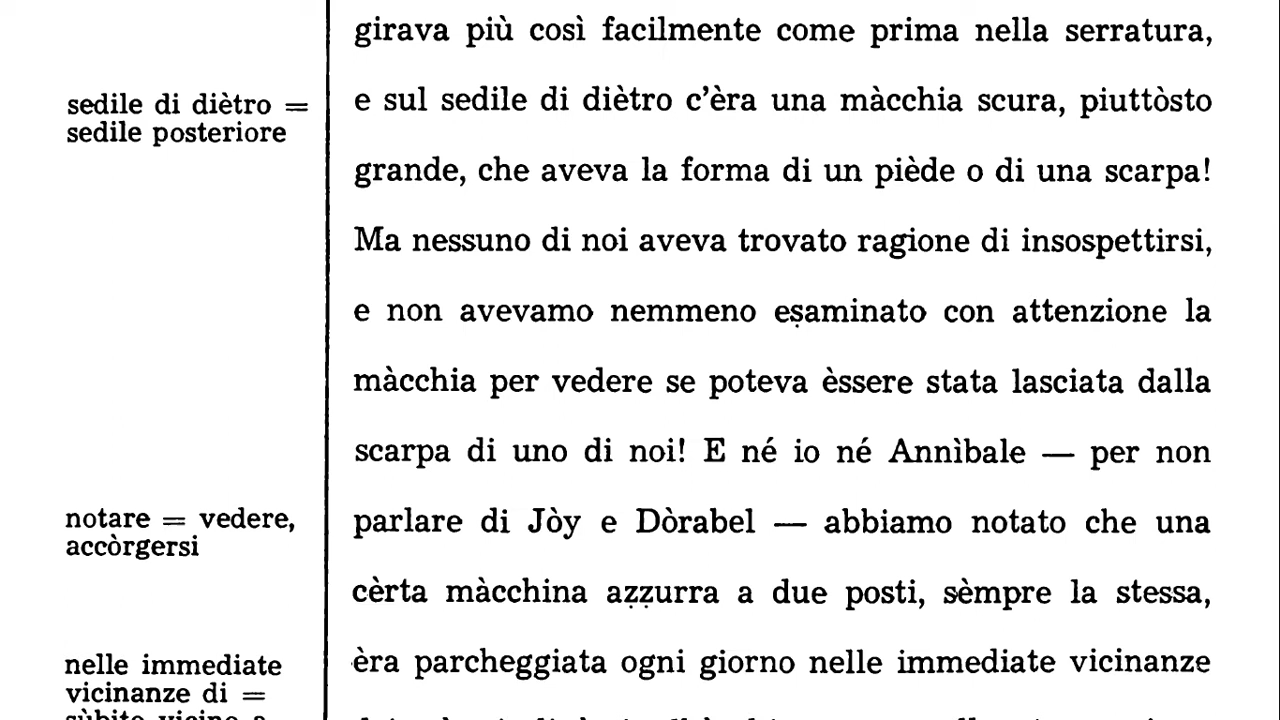 girava più così facilmente come prima nella serratura,
sedile di diètro =
sedile posteriore
e sul sedile di diètro c'èra una màcchia scura, piuttòsto
grande, che aveva la forma di un piède o di una scarpa!
Ma nessuno di noi aveva trovato ragione di insospettirsi,
e non avevamo nemmeno eṣaminato con attenzione la
màcchia per vedere se poteva èssere stata lasciata dalla
scarpa di uno di noi! E né io né Annìbale — per non
notare = vedere,
accòrgersi
parlare di Jòy e Dòrabel — abbiamo notato che una
cèrta màcchina aẓẓurra a due posti, sèmpre la stessa,
nelle immediate
vicinanze di =
sùbito vicino a
èra parcheggiata ogni giorno nelle immediate vicinanze